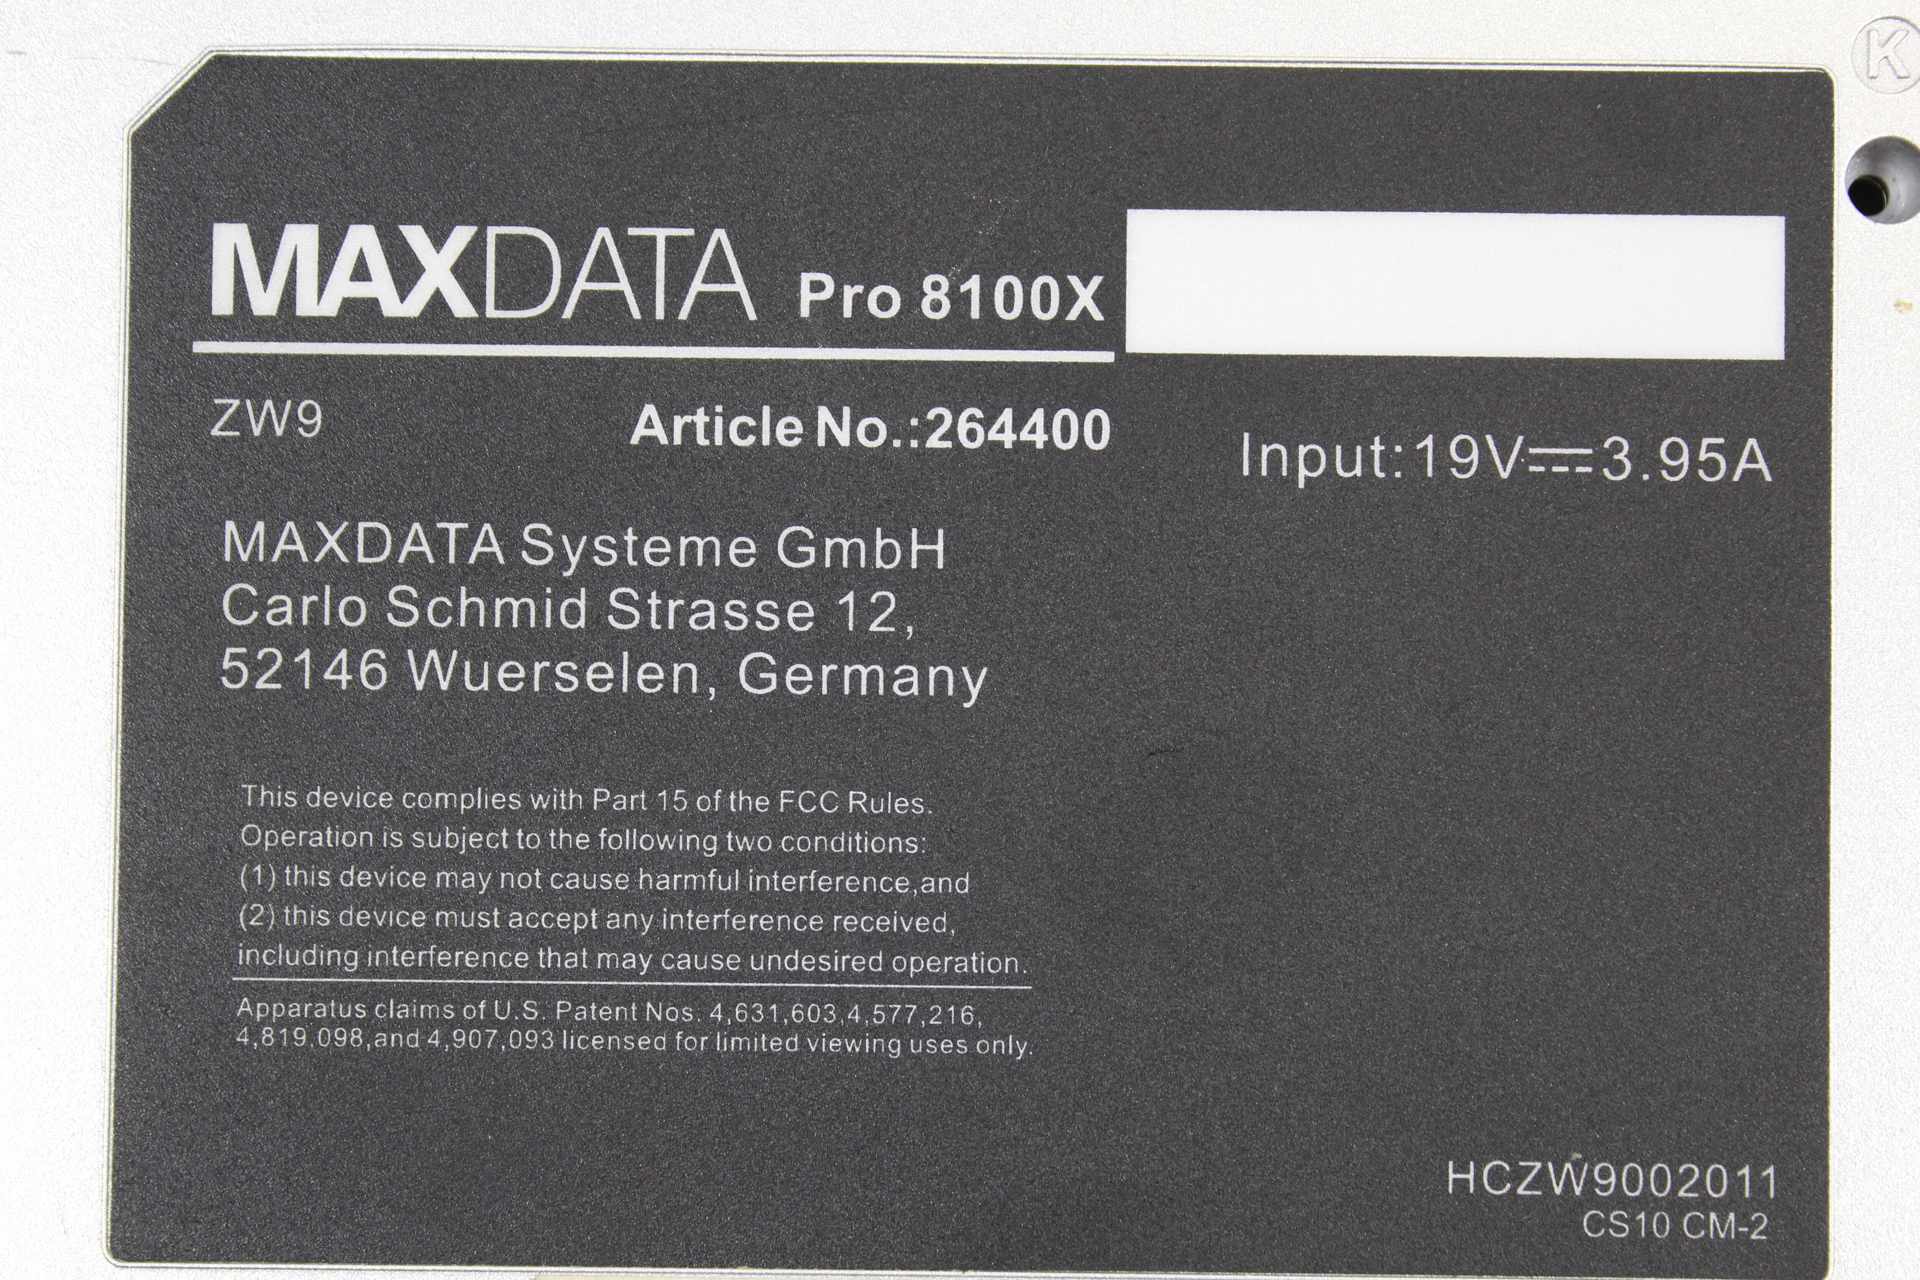 K
MAXDATA Pro 8100X
ZW9 Article No.:264400
Input:19V⎓3.95A
MAXDATA Systeme GmbH
Carlo Schmid Strasse 12,
52146 Wuerselen, Germany
This device complies with Part 15 of the FCC Rules.
Operation is subject to the following two conditions:
(1) this device may not cause harmful interference,and
(2) this device must accept any interference received,
including interference that may cause undesired operation.
Apparatus claims of U.S. Patent Nos. 4,631,603,4,577,216,
4,819,098,and 4,907,093 licensed for limited viewing uses only.
HCZW9002011
CS10 CM-2